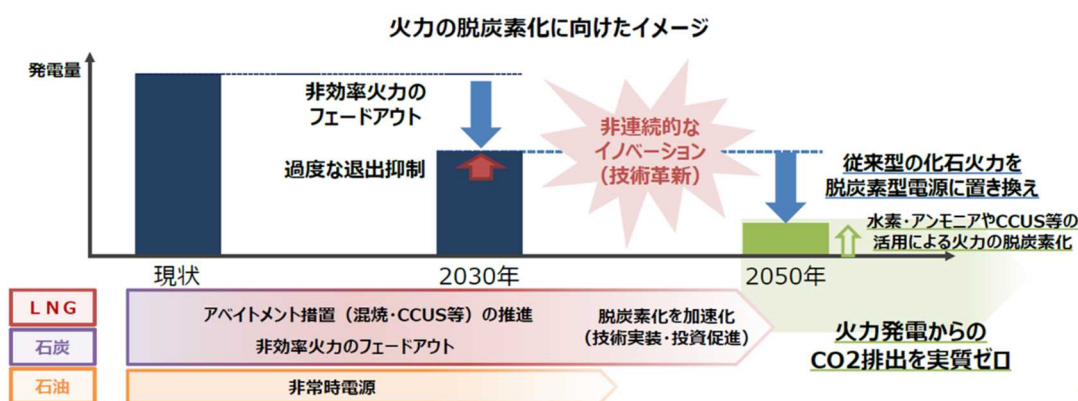 火力の脱炭素化に向けたイメージ
発電量
非効率火力の
フェードアウト
過度な退出抑制
非連続的な
イノベーション
(技術革新)
従来型の化石火力を
脱炭素型電源に置き換え
水素・アンモニアやCCUS等の
活用による火力の脱炭素化
現状
2030年
2050年
LNG
石炭
アベイトメント措置（混焼・CCUS等）の推進
非効率火力のフェードアウト
脱炭素化を加速化
(技術実装・投資促進)
火力発電からの
CO2排出を実質ゼロ
石油
非常時電源